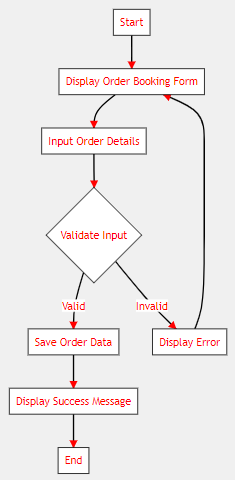 Start
Display Order Booking Form
Input Order Details
Validate Input
Valid
Invalid
Save Order Data
Display Error
Display Success Message
End